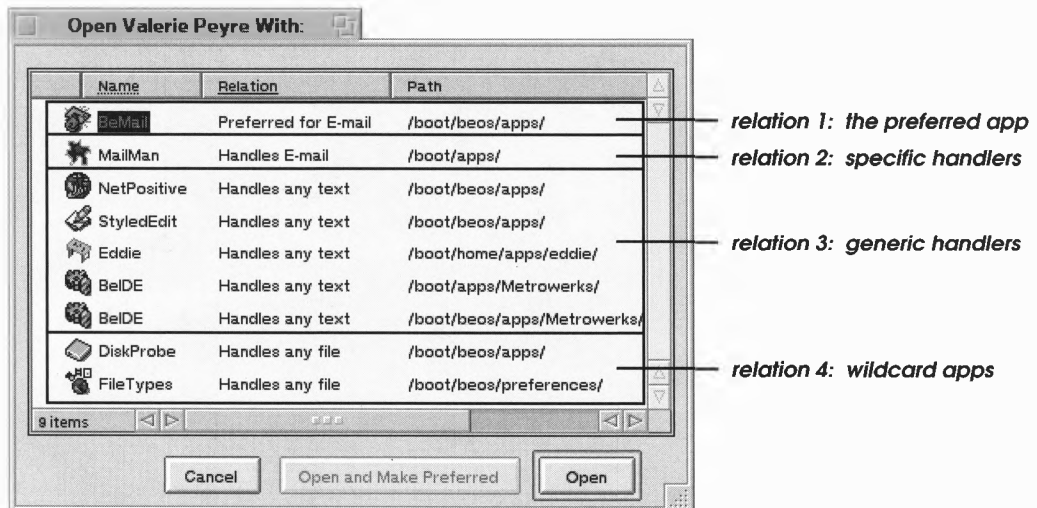 Open Valerie Peyre With:
Name Relation Path
BeMail Preferred for E-mail /boot/beos/apps/
MailMan Handles E-mail /boot/apps/
NetPositive Handles any text /boot/beos/apps/
StyledEdit Handles any text /boot/beos/apps/
Eddie Handles any text /boot/home/apps/eddie/
BeIDE Handles any text /boot/apps/Metrowerks/
BeIDE Handles any text /boot/beos/apps/Metrowerks/
DiskProbe Handles any file /boot/beos/apps/
FileTypes Handles any file /boot/beos/preferences/
9 items
Cancel Open and Make Preferred Open
relation 1: the preferred app
relation 2: specific handlers
relation 3: generic handlers
relation 4: wildcard apps